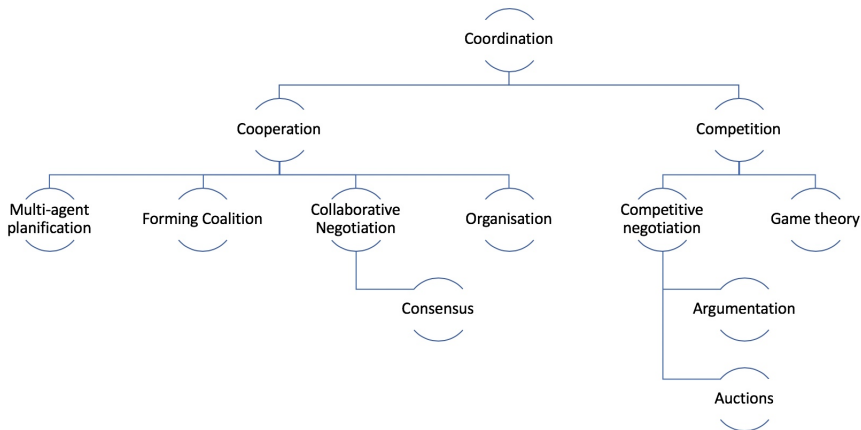 Coordination
Cooperation
Competition
Multi-agent
planification
Forming Coalition
Collaborative
Negotiation
Organisation
Competitive
negotiation
Game theory
Consensus
Argumentation
Auctions